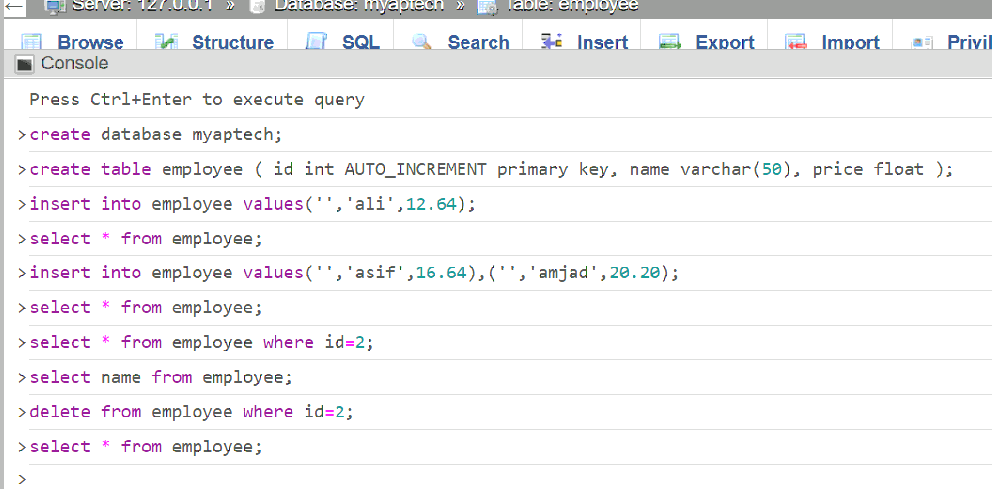 Server: 127.0.0.1 » Database: myaptech » Table: employee
Browse Structure SQL Search Insert Export Import Privil
Console
Press Ctrl+Enter to execute query
>create database myaptech;
>create table employee ( id int AUTO_INCREMENT primary key, name varchar(50), price float );
>insert into employee values('','ali',12.64);
>select * from employee;
>insert into employee values('','asif',16.64),('','amjad',20.20);
>select * from employee;
>select * from employee where id=2;
>select name from employee;
>delete from employee where id=2;
>select * from employee;
>